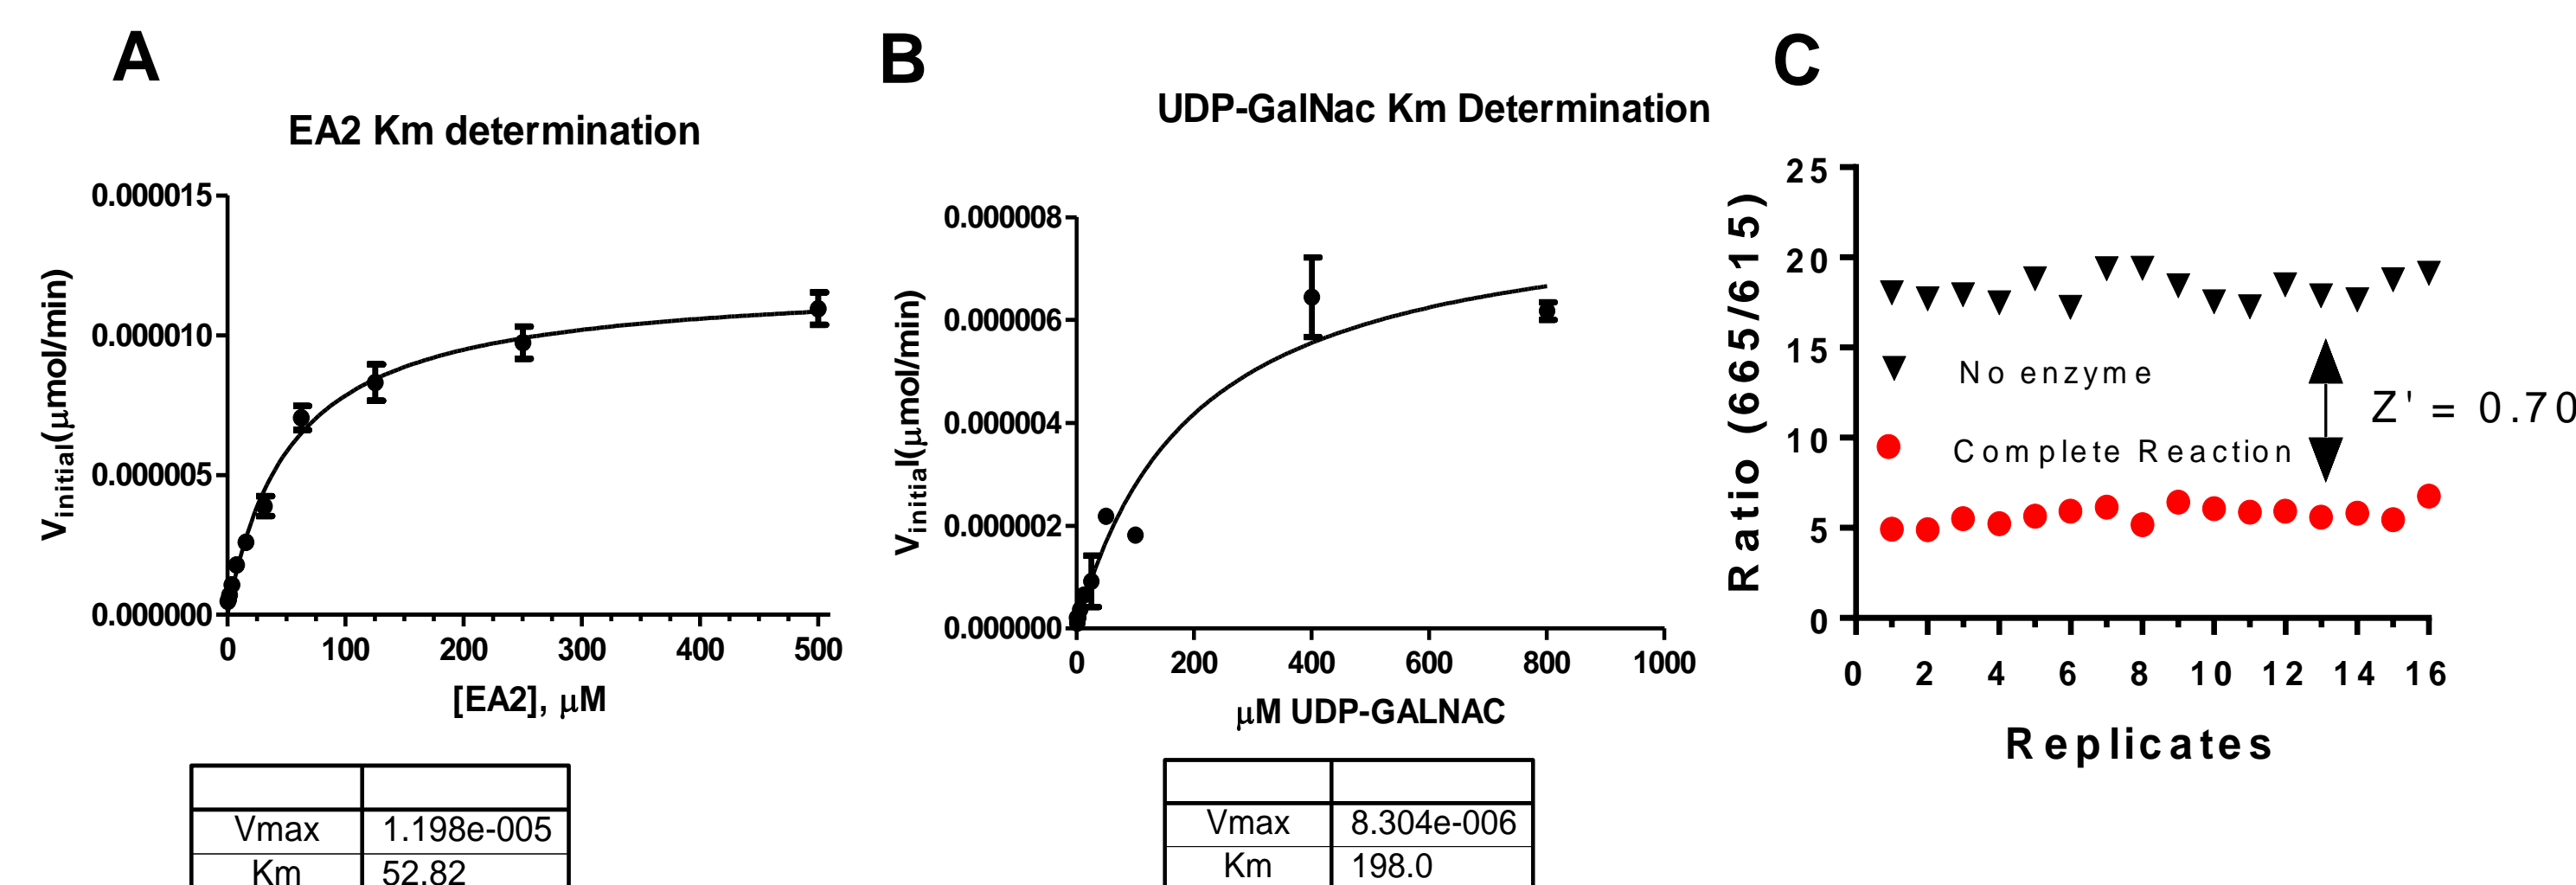 A
EA2 Km determination
0.000015
0.000010
0.000005
0.000000
Vinitial(μmol/min)
0 100 200 300 400 500
[EA2], μM
Vmax 1.198e-005
Km 52.82
B
UDP-GalNac Km Determination
0.000008
0.000006
0.000004
0.000002
0.000000
Vinitial(μmol/min)
0 200 400 600 800 1000
μM UDP-GALNAC
Vmax 8.304e-006
Km 198.0
C
25
20
15
10
5
0
Ratio (665/615)
No enzyme
Complete Reaction
Z' = 0.70
0 2 4 6 8 10 12 14 16
Replicates